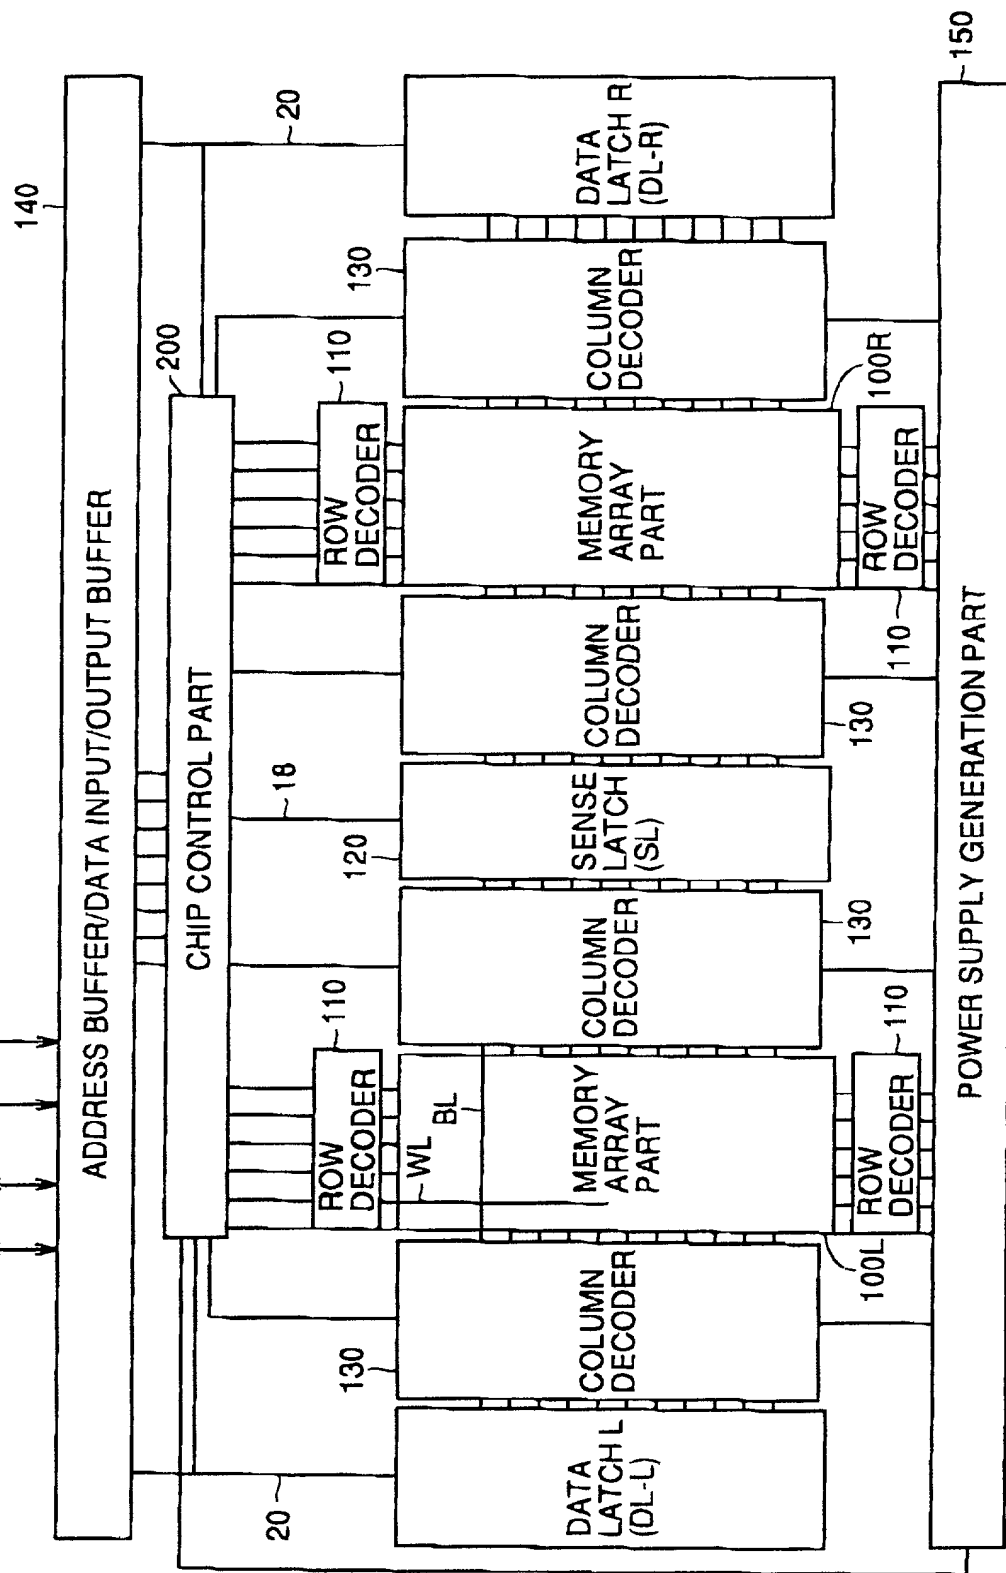 140
150
ADDRESS BUFFER/DATA INPUT/OUTPUT BUFFER
20
20
200
CHIP CONTROL PART
18
110
ROW
DECODER
110
ROW
DECODER
WL
BL
130
120
130
DATA
LATCH L
(DL-L)
COLUMN
DECODER
MEMORY
ARRAY
PART
COLUMN
DECODER
SENSE
LATCH
(SL)
COLUMN
DECODER
MEMORY
ARRAY
PART
COLUMN
DECODER
DATA
LATCH R
(DL-R)
100L
130
130
100R
ROW
DECODER
110
ROW
DECODER
110
POWER SUPPLY GENERATION PART